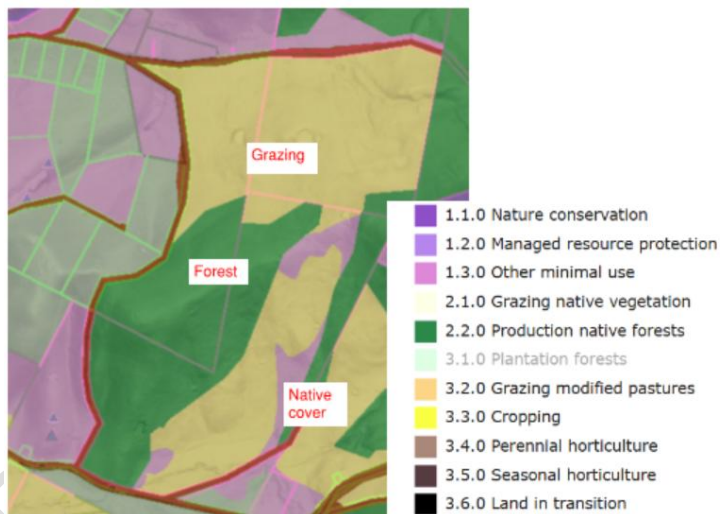 Grazing
Forest
Native
cover
1.1.0 Nature conservation
1.2.0 Managed resource protection
1.3.0 Other minimal use
2.1.0 Grazing native vegetation
2.2.0 Production native forests
3.1.0 Plantation forests
3.2.0 Grazing modified pastures
3.3.0 Cropping
3.4.0 Perennial horticulture
3.5.0 Seasonal horticulture
3.6.0 Land in transition